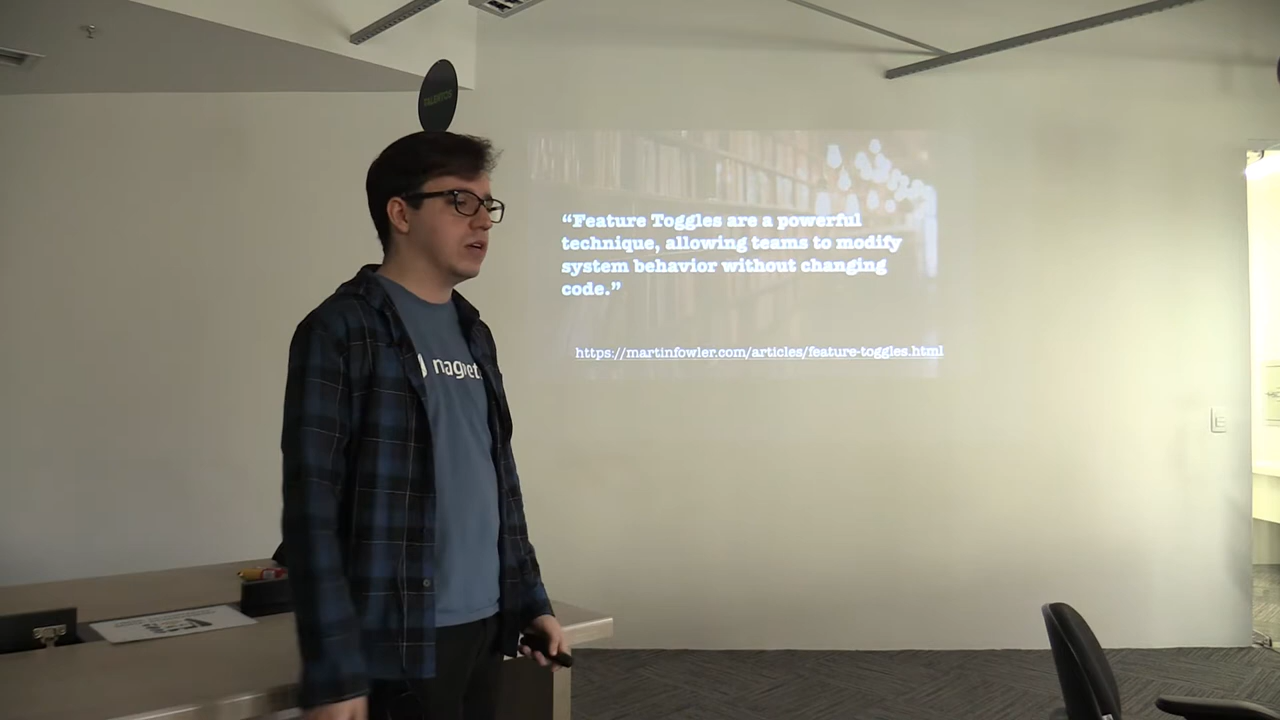 TALENTOS
“Feature Toggles are a powerful
technique, allowing teams to modify
system behavior without changing
code.”
https://martinfowler.com/articles/feature-toggles.html